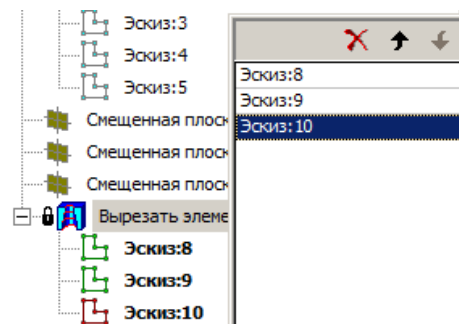 Эскиз:3
Эскиз:4
Эскиз:5
Смещенная плоск
Смещенная плоск
Смещенная плоск
Вырезать элеме
Эскиз:8
Эскиз:9
Эскиз:10
Эскиз:8
Эскиз:9
Эскиз:10